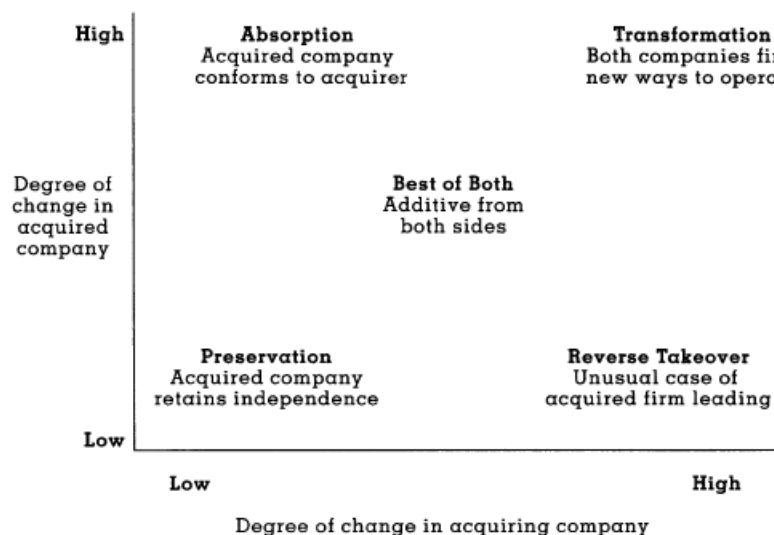 High
Absorption
Acquired company
conforms to acquirer
Transformation
Both companies
new ways to
Degree of
change in
acquired
company
Best of Both
Additive from
both sides
Preservation
Acquired company
retains independence
Reverse Takeover
Unusual case of
acquired firm leading
Low
Low
High
Degree of change in acquiring company